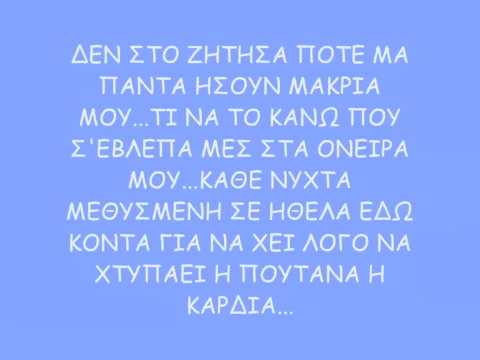 ΔΕΝ ΣΤΟ ΖΗΤΗΣΑ ΠΟΤΕ ΜΑ
ΠΑΝΤΑ ΗΣΟΥΝ ΜΑΚΡΙΑ
ΜΟΥ...ΤΙ ΝΑ ΤΟ ΚΑΝΩ ΠΟΥ
Σ'ΕΒΛΕΠΑ ΜΕΣ ΣΤΑ ΟΝΕΙΡΑ
ΜΟΥ...ΚΑΘΕ ΝΥΧΤΑ
ΜΕΘΥΣΜΕΝΗ ΣΕ ΗΘΕΛΑ ΕΔΩ
ΚΟΝΤΑ ΓΙΑ ΝΑ ΧΕΙ ΛΟΓΟ ΝΑ
ΧΤΥΠΑΕΙ Η ΠΟΥΤΑΝΑ Η
ΚΑΡΔΙΑ...